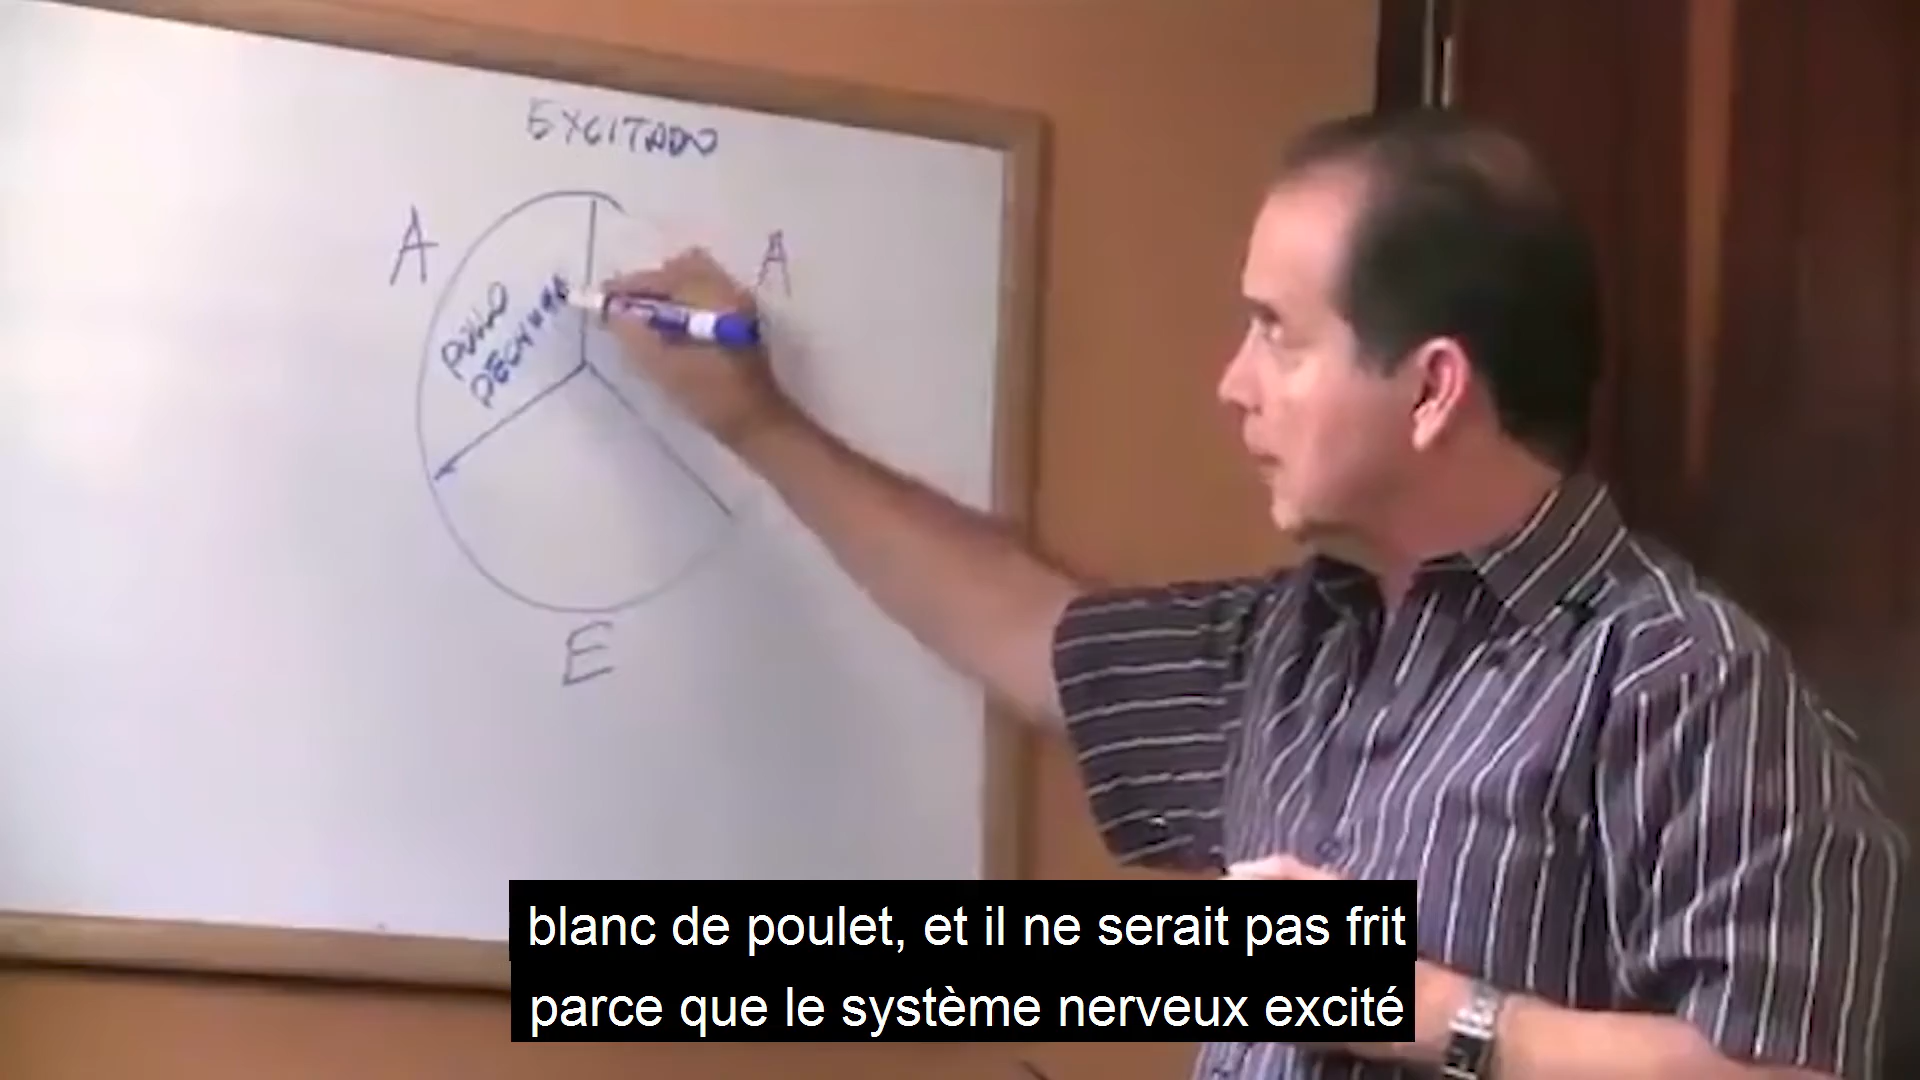 EXCITADO
A
A
POLLO
PECHUGA
E
blanc de poulet, et il ne serait pas frit
parce que le système nerveux excité